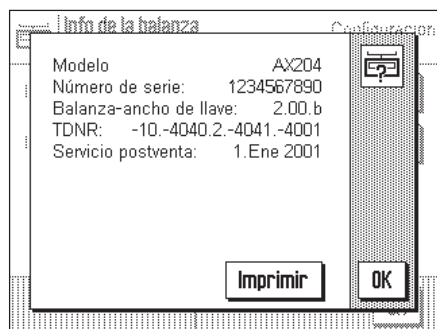 Info de la balanza
Configuracion
Modelo AX204
Número de serie: 1234567890
Balanza-ancho de llave: 2.00.b
TDNR: -10.-4040.2.-4041.-4001
Servicio postventa: 1.Ene 2001
Imprimir
OK